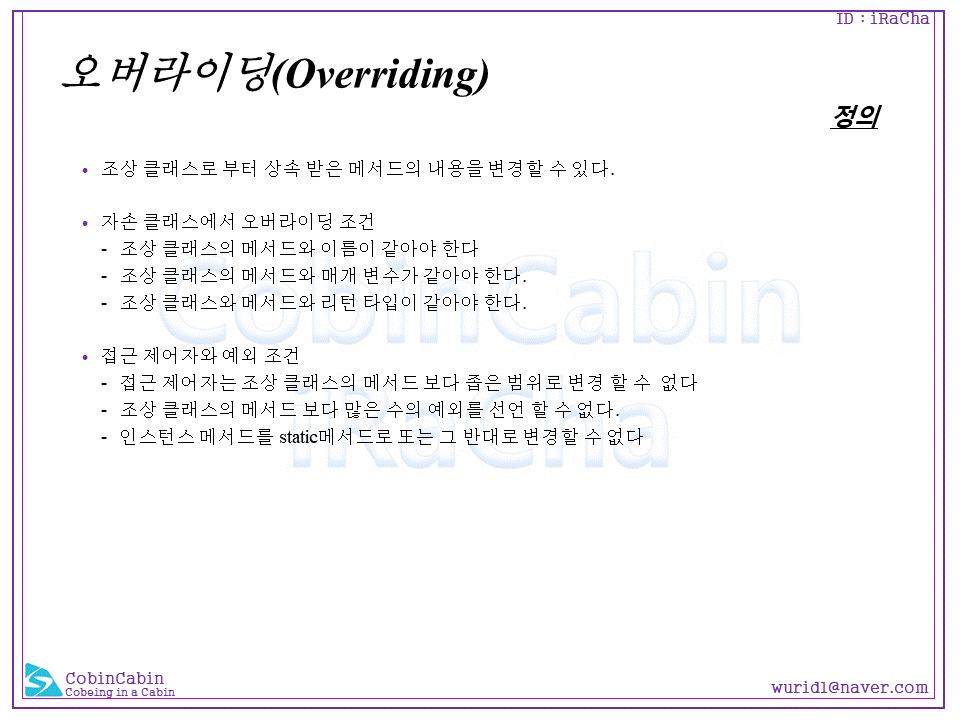 ID : iRaCha
오버라이딩(Overriding)
정의
• 조상 클래스로 부터 상속 받은 메서드의 내용을 변경할 수 있다.
• 자손 클래스에서 오버라이딩 조건
- 조상 클래스의 메서드와 이름이 같아야 한다
- 조상 클래스의 메서드와 매개 변수가 같아야 한다.
- 조상 클래스와 메서드와 리턴 타입이 같아야 한다.
• 접근 제어자와 예외 조건
- 접근 제어자는 조상 클래스의 메서드 보다 좁은 범위로 변경 할 수 없다
- 조상 클래스의 메서드 보다 많은 수의 예외를 선언 할 수 없다.
- 인스턴스 메서드를 static메서드로 또는 그 반대로 변경할 수 없다
CobinCabin
iRaCha
CobinCabin
Cobeing in a Cabin
wurid1@naver.com